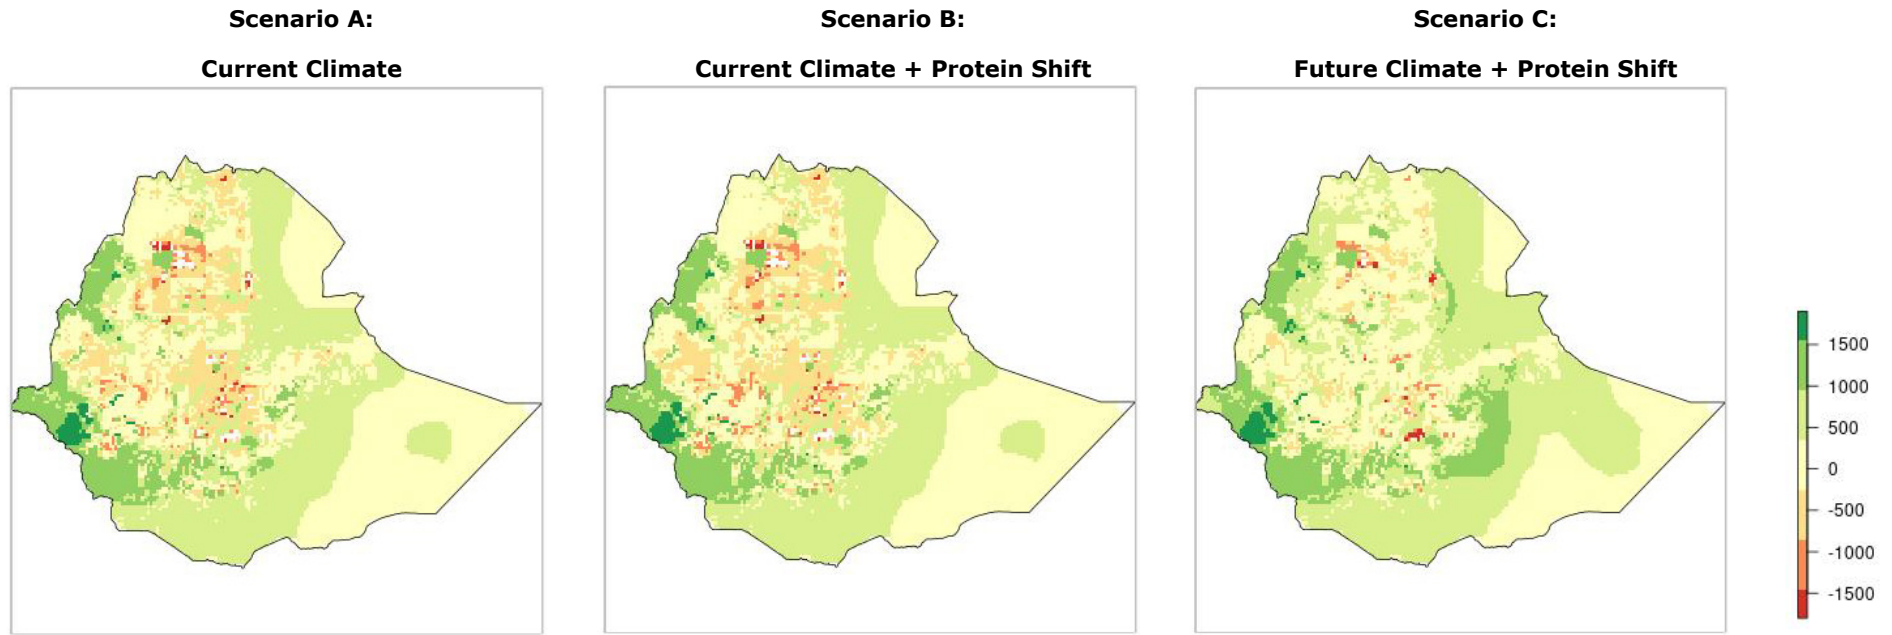 Scenario A:
Current Climate
Scenario B:
Current Climate + Protein Shift
Scenario C:
Future Climate + Protein Shift
1500
1000
500
0
-500
-1000
-1500